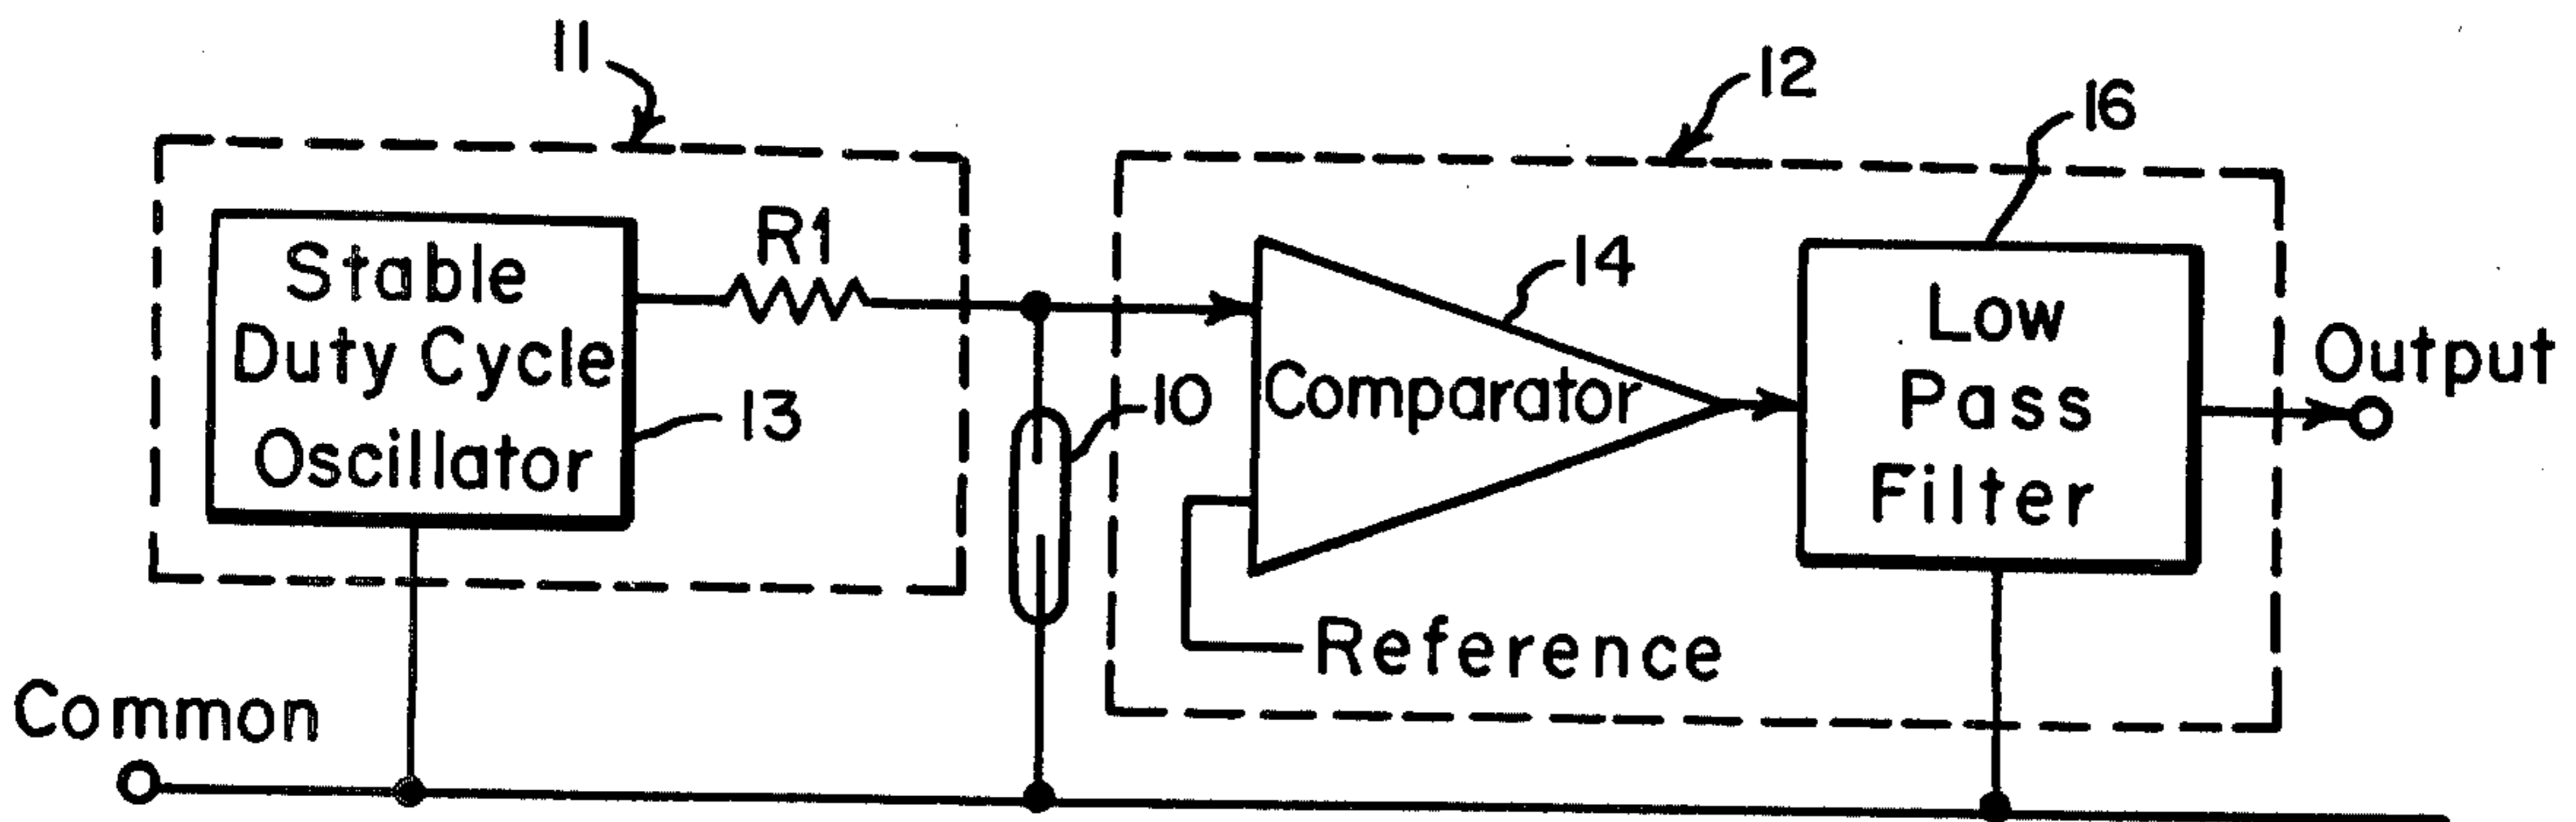 11
12
16
R1
Stable
Duty Cycle
Oscillator
13
10
14
Comparator
Low
Pass
Filter
Output
Reference
Common